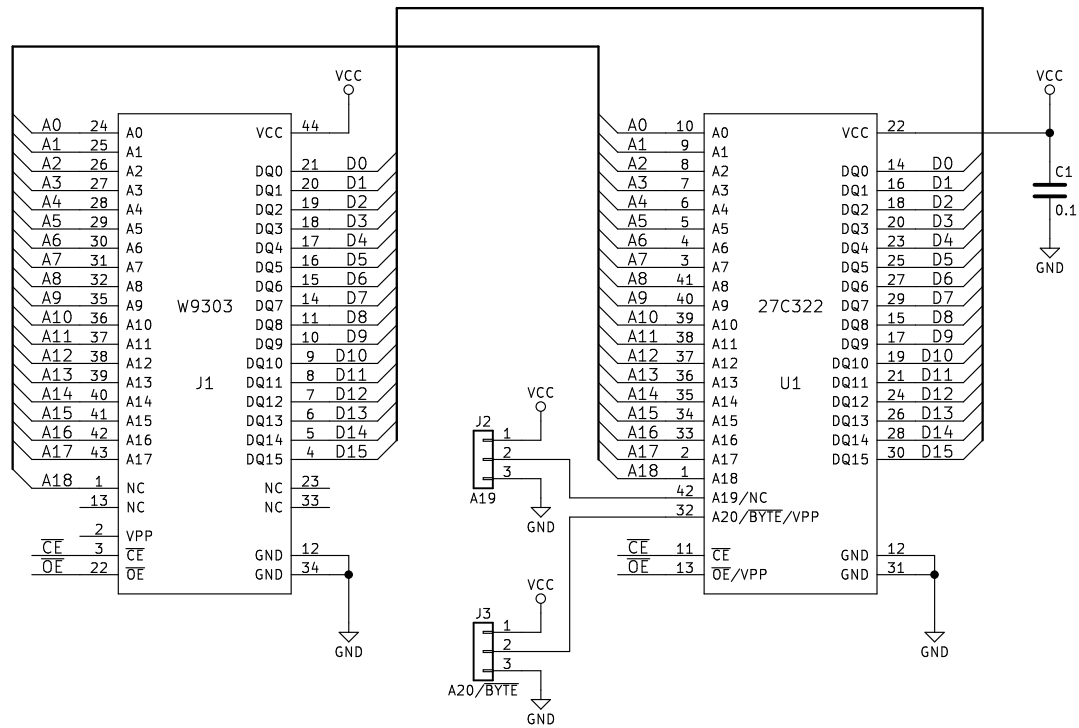 VCC
A0 24 A0 VCC 44
A1 25 A1
A2 26 A2 DQ0 21 D0
A3 27 A3 DQ1 20 D1
A4 28 A4 DQ2 19 D2
A5 29 A5 DQ3 18 D3
A6 30 A6 DQ4 17 D4
A7 31 A7 DQ5 16 D5
A8 32 A8 DQ6 15 D6
A9 35 A9 W9303 DQ7 14 D7
A10 36 A10 DQ8 11 D8
A11 37 A11 DQ9 10 D9
A12 38 A12 DQ10 9 D10
A13 39 A13 J1 DQ11 8 D11
A14 40 A14 DQ12 7 D12
A15 41 A15 DQ13 6 D13
A16 42 A16 DQ14 5 D14
A17 43 A17 DQ15 4 D15
A18 1 NC NC 23
13 NC NC 33
2 VPP
CE 3 CE GND 12
OE 22 OE GND 34
GND
VCC
J2
1
2
3
A19
GND
VCC
J3
1
2
3
A20/BYTE
GND
VCC
A0 10 A0 VCC 22
A1 9 A1
A2 8 A2 DQ0 14 D0
A3 7 A3 DQ1 16 D1
A4 6 A4 DQ2 18 D2
A5 5 A5 DQ3 20 D3
A6 4 A6 DQ4 23 D4
A7 3 A7 DQ5 25 D5
A8 41 A8 DQ6 27 D6
A9 40 A9 27C322 DQ7 29 D7
A10 39 A10 DQ8 15 D8
A11 38 A11 DQ9 17 D9
A12 37 A12 DQ10 19 D10
A13 36 A13 U1 DQ11 21 D11
A14 35 A14 DQ12 24 D12
A15 34 A15 DQ13 26 D13
A16 33 A16 DQ14 28 D14
A17 2 A17 DQ15 30 D15
A18 1 A18
42 A19/NC
32 A20/BYTE/VPP
CE 11 CE GND 12
OE 13 OE/VPP GND 31
GND
C1
0.1
GND